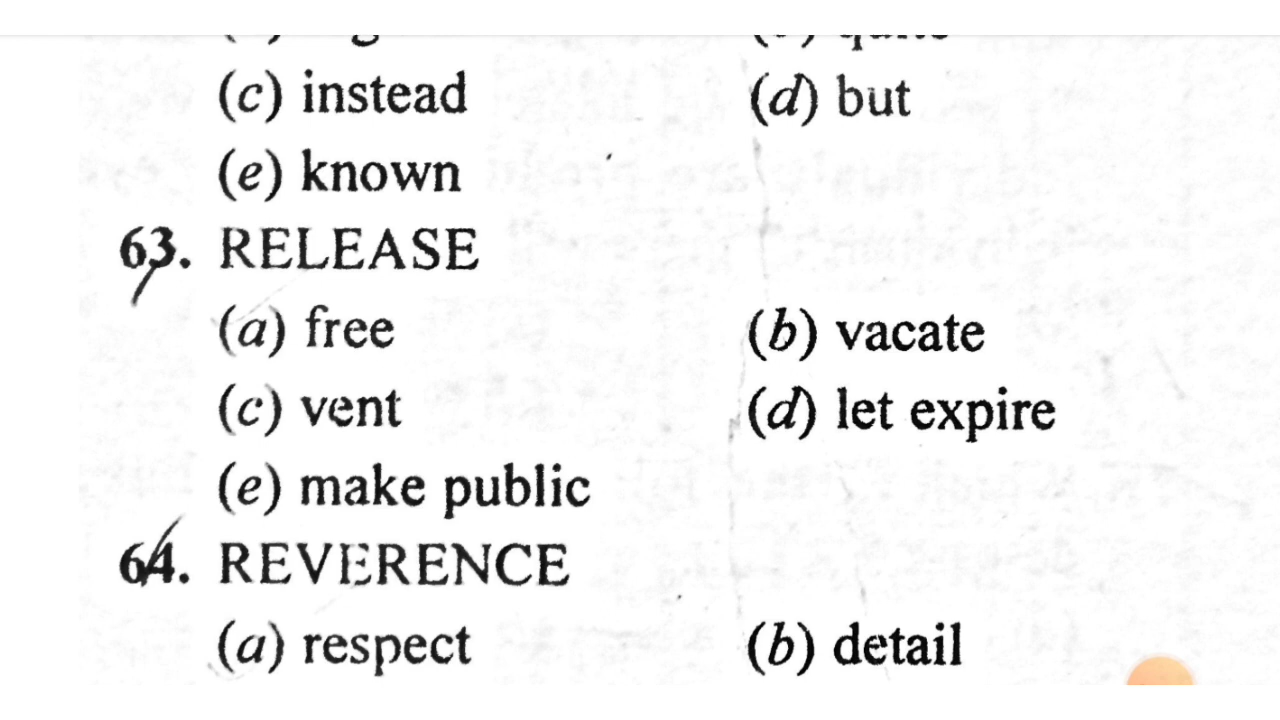 (c) instead (d) but
(e) known
63. RELEASE
(a) free (b) vacate
(c) vent (d) let expire
(e) make public
64. REVERENCE
(a) respect (b) detail